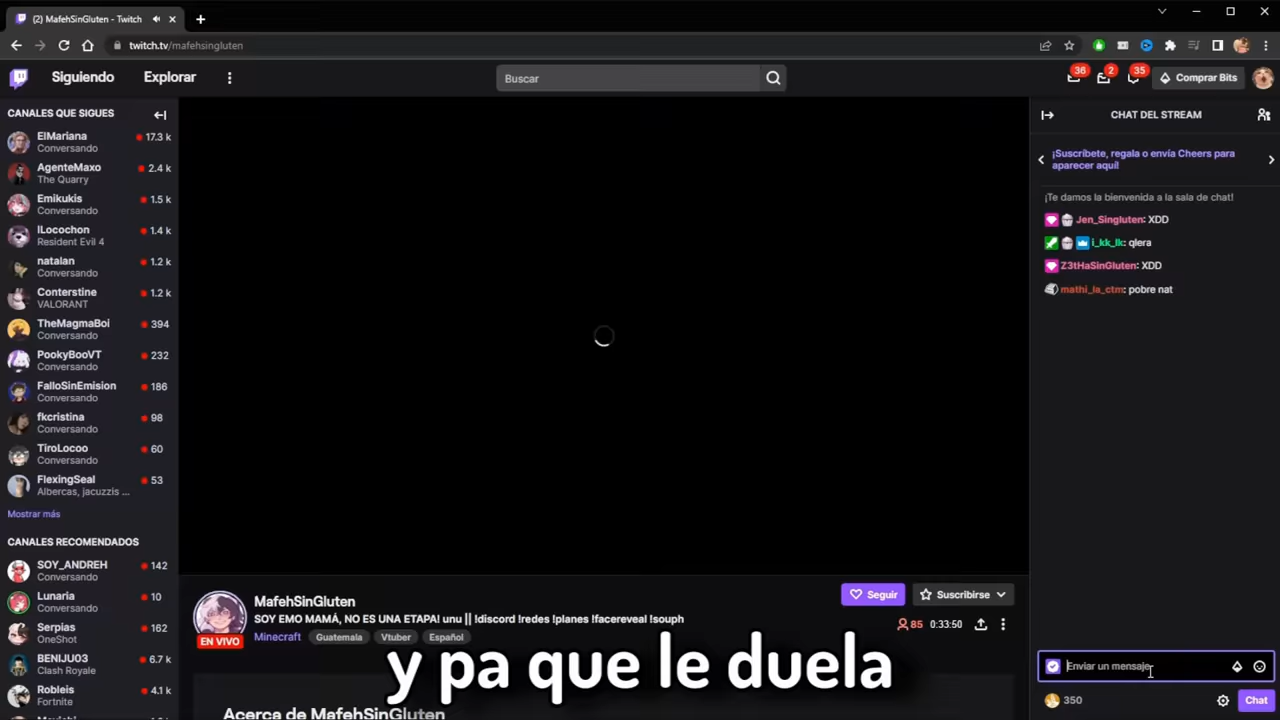 (2) MafehSinGluten - Twitch
twitch.tv/mafehsingluten
Siguiendo
Explorar
Buscar
36
2
35
Comprar Bits
CANALES QUE SIGUES
ElMariana
17.3 k
Conversando
AgenteMaxo
2.4 k
The Quarry
Emikukis
1.5 k
Conversando
ILocochon
1.4 k
Resident Evil 4
natalan
1.2 k
Conversando
Conterstine
1.2 k
VALORANT
TheMagmaBoi
394
Conversando
PookyBooVT
232
Conversando
FalloSinEmision
186
Conversando
fkcristina
98
Conversando
TiroLocoo
60
Conversando
FlexingSeal
53
Albercas, jacuzzis ...
Mostrar más
CANALES RECOMENDADOS
SOY_ANDREH
142
Conversando
Lunaria
10
Conversando
Serpias
162
OneShot
BENIJU03
6.7 k
Clash Royale
Robleis
4.1 k
Fortnite
MafehSinGluten
SOY EMO MAMÁ, NO ES UNA ETAPA! unu || !discord !redes !planes !facereveal !souph
EN VIVO
Minecraft
Guatemala
Vtuber
Español
Seguir
Suscribirse
85
0:33:50
y pa que le duela
Acerca de MafehSinGluten
CHAT DEL STREAM
¡Suscríbete, regala o envía Cheers para
aparecer aquí!
¡Te damos la bienvenida a la sala de chat!
Jen_Singluten: XDD
i_kk_lk: qlera
Z3tHaSinGluten: XDD
mathi_la_ctm: pobre nat
Enviar un mensaje
350
Chat